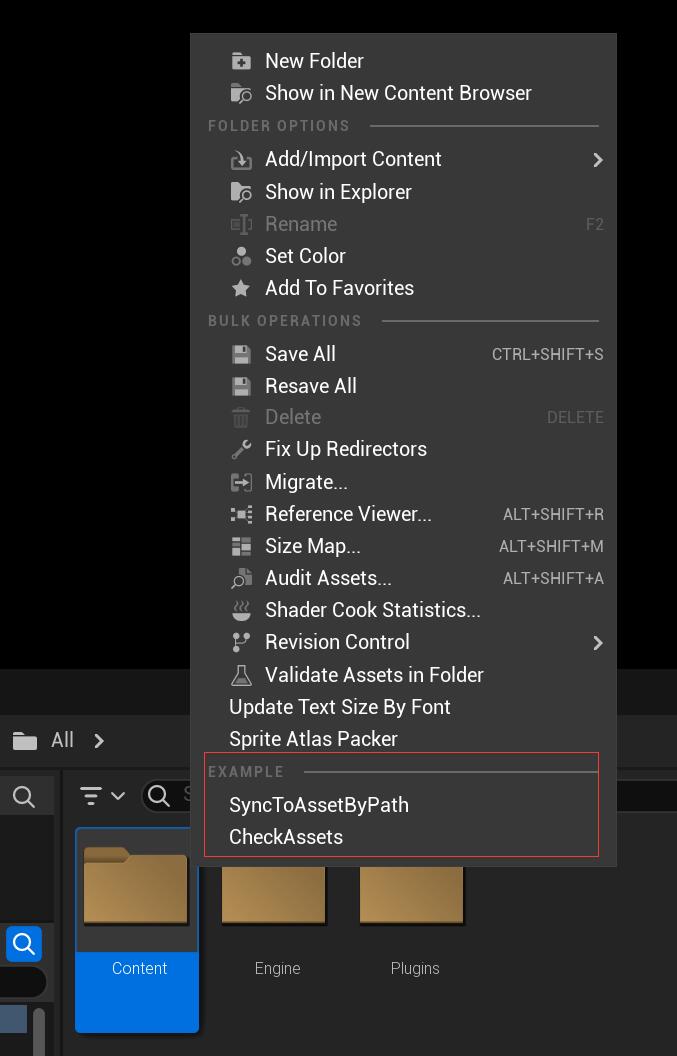 New Folder
Show in New Content Browser
FOLDER OPTIONS
Add/Import Content
Show in Explorer
Rename F2
Set Color
Add To Favorites
BULK OPERATIONS
Save All CTRL+SHIFT+S
Resave All
Delete DELETE
Fix Up Redirectors
Migrate...
Reference Viewer... ALT+SHIFT+R
Size Map... ALT+SHIFT+M
Audit Assets... ALT+SHIFT+A
Shader Cook Statistics...
Revision Control
Validate Assets in Folder
Update Text Size By Font
Sprite Atlas Packer
EXAMPLE
SyncToAssetByPath
CheckAssets
All
Content Engine Plugins